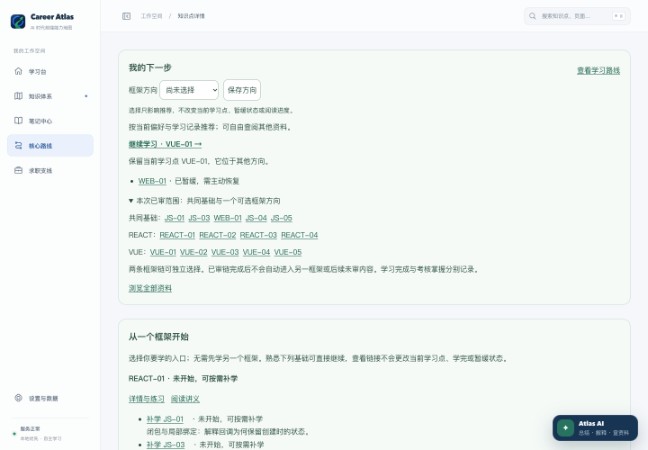 Career Atlas
我的工作空间
学习台
知识体系
笔记中心
核心路线
求职支线
设置与数据
服务正常
工作空间 / 知识点详情
搜索知识点、页面...
我的下一步
查看学习路线
框架方向 尚未选择 保存方向
选择只影响推荐，不改变当前学习点、暂缓状态或阅读进度。
按当前偏好与学习记录推荐；可自由查阅其他资料。
继续学习 · VUE-01 →
保留当前学习点 VUE-01，它位于其他方向。
• WEB-01 · 已暂缓，需主动恢复
▼ 本次已审范围：共同基础与一个可选框架方向
共同基础： JS-01 JS-03 WEB-01 JS-04 JS-05
REACT： REACT-01 REACT-02 REACT-03 REACT-04
VUE： VUE-01 VUE-02 VUE-03 VUE-04 VUE-05
两条框架链可独立选择。已审链完成后不会自动进入另一框架或后续未审内容。学习完成与考核掌握分别记录。
浏览全部资料
从一个框架开始
选择你要学的入口；无需先学另一个框架。熟悉下列基础可直接继续，查看链接不会更改当前学习点、学完或暂缓状态。
REACT-01 · 未开始，可按需补学
详情与练习 阅读讲义
• 补学 JS-01 · 未开始，可按需补学
闭包与局部绑定：解释回调为何保留创建时的状态。
• 补学 JS-03 · 未开始，可按需补学
Atlas AI
总结 · 解释 · 查资料